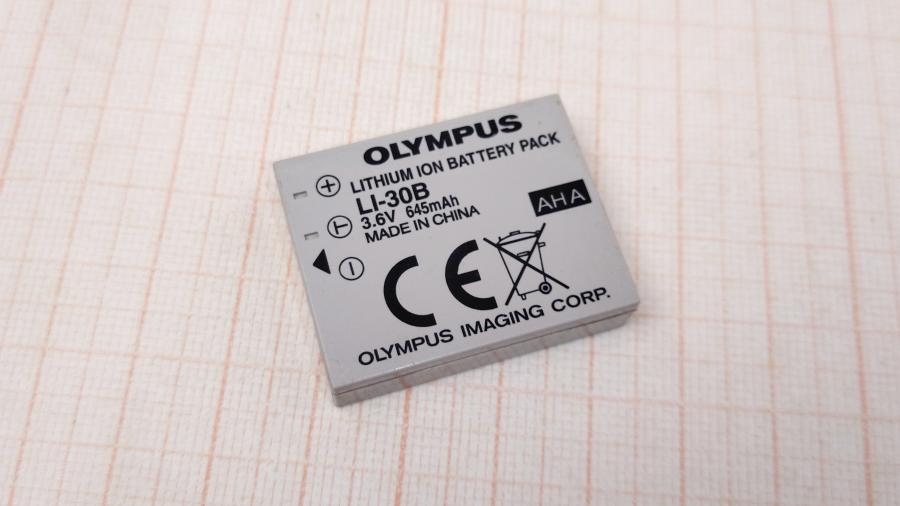 OLYMPUS
LITHIUM ION BATTERY PACK
LI-30B
3.6V 645mAh
MADE IN CHINA
AHA
+
T
−
CE
OLYMPUS IMAGING CORP.